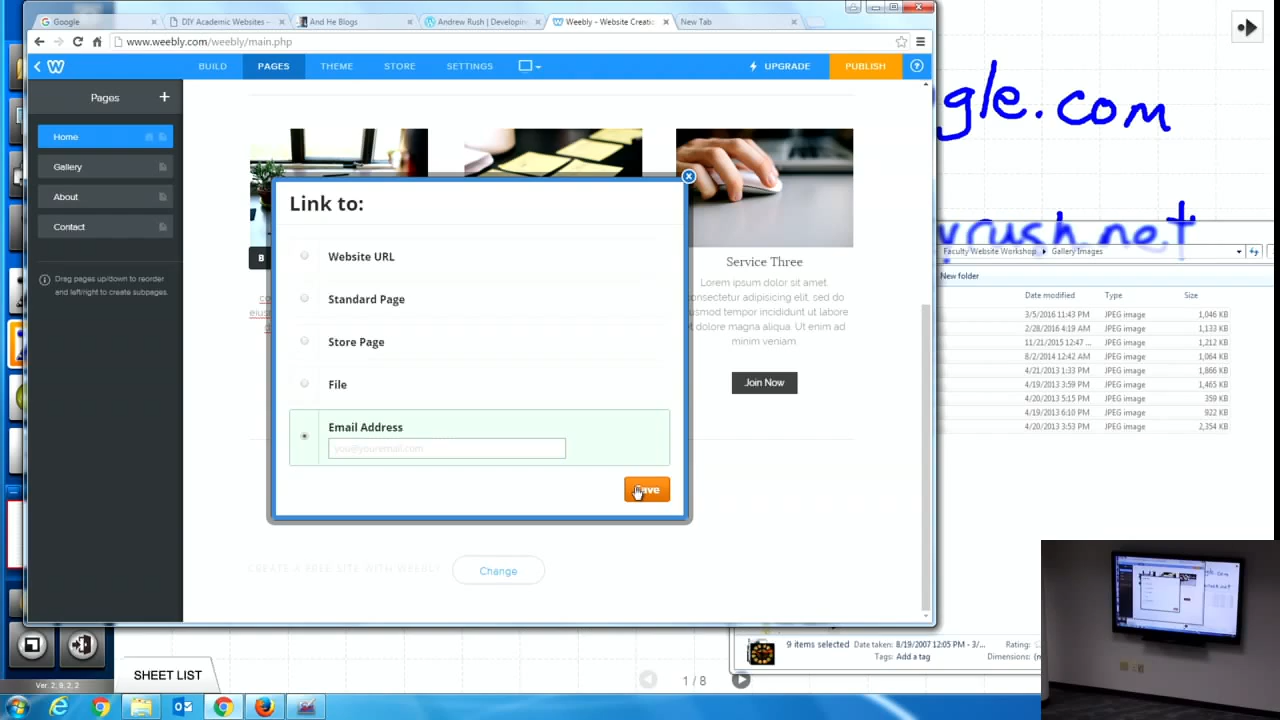 Google
DIY Academic Websites -
And He Blogs
Andrew Rush | Developin
Weebly - Website Creatio
New Tab
www.weebly.com/weebly/main.php
BUILD
PAGES
THEME
STORE
SETTINGS
UPGRADE
PUBLISH
?
Pages +
Home
Gallery
About
Contact
Drag pages up/down to reorder
and left/right to create subpages.
gle.com
rush.net
Link to:
Website URL
Standard Page
Store Page
File
Email Address
you@youremail.com
B
Service Three
Lorem ipsum dolor sit amet
consectetur adipisicing elit, sed do
usmod tempor incididunt ut labore
t dolore magna aliqua. Ut enim ad
minim veniam.
Join Now
CREATE A FREE SITE WITH WEEBLY
Change
Faculty Website Workshop ▸ Gallery Images
New folder
Date modified Type Size
3/5/2016 11:43 PM JPEG image 1,046 KB
2/28/2016 4:19 AM JPEG image 1,133 KB
11/21/2015 12:47 ... JPEG image 1,212 KB
8/2/2014 12:42 AM JPEG image 1,064 KB
4/21/2013 1:33 PM JPEG image 1,866 KB
4/19/2013 3:59 PM JPEG image 1,465 KB
4/20/2013 5:15 PM JPEG image 359 KB
4/19/2013 6:10 PM JPEG image 922 KB
4/20/2013 3:53 PM JPEG image 2,354 KB
9 items selected Date taken: 8/19/2007 12:05 PM - 3/... Rating:
Tags: Add a tag Dimensions:
Ver. 2, 9, 2, 2
SHEET LIST
1 / 8